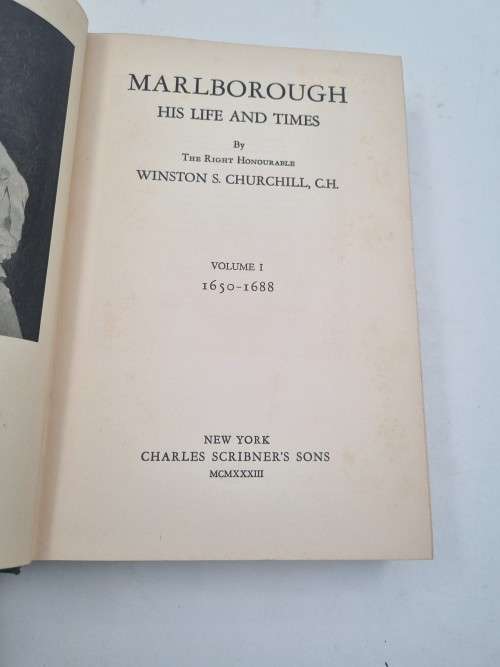 MARLBOROUGH
HIS LIFE AND TIMES
By
The Right Honourable
WINSTON S. CHURCHILL, C.H.
VOLUME I
1650-1688
NEW YORK
CHARLES SCRIBNER'S SONS
MCMXXXIII